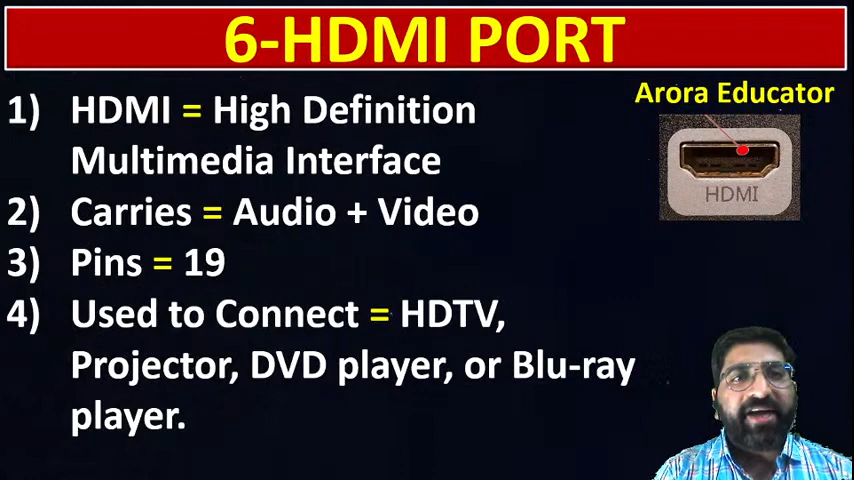 6-HDMI PORT
Arora Educator
1) HDMI = High Definition
Multimedia Interface
HDMI
2) Carries = Audio + Video
3) Pins = 19
4) Used to Connect = HDTV,
Projector, DVD player, or Blu-ray
player.